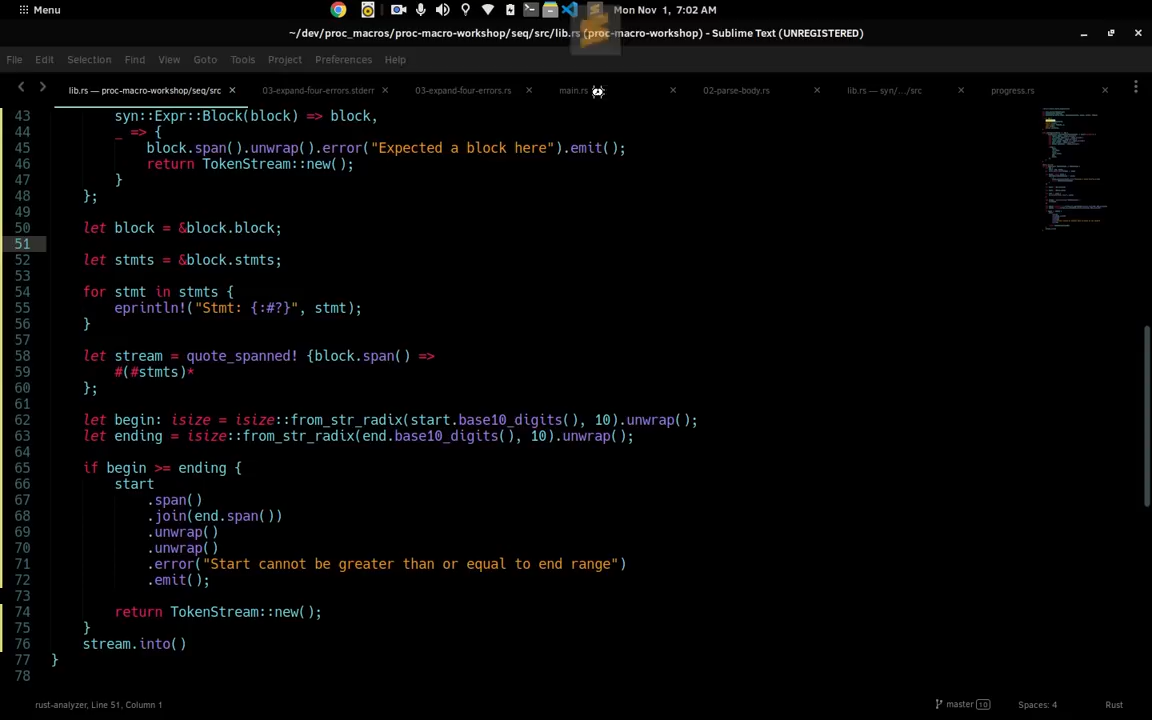 Menu
Mon Nov 1, 7:02 AM
~/dev/proc_macros/proc-macro-workshop/seq/src/lib.rs (proc-macro-workshop) - Sublime Text (UNREGISTERED)
File Edit Selection Find View Goto Tools Project Preferences Help
lib.rs — proc-macro-workshop/seq/src 03-expand-four-errors.stderr 03-expand-four-errors.rs main.rs 02-parse-body.rs lib.rs — syn/.../src progress.rs
43 syn::Expr::Block(block) => block,
44 _ => {
45 block.span().unwrap().error("Expected a block here").emit();
46 return TokenStream::new();
47 }
48 };
49
50 let block = &block.block;
51
52 let stmts = &block.stmts;
53
54 for stmt in stmts {
55 eprintln!("Stmt: {:#?}", stmt);
56 }
57
58 let stream = quote_spanned! {block.span() =>
59 #(#stmts)*
60 };
61
62 let begin: isize = isize::from_str_radix(start.base10_digits(), 10).unwrap();
63 let ending = isize::from_str_radix(end.base10_digits(), 10).unwrap();
64
65 if begin >= ending {
66 start
67 .span()
68 .join(end.span())
69 .unwrap()
70 .unwrap()
71 .error("Start cannot be greater than or equal to end range")
72 .emit();
73
74 return TokenStream::new();
75 }
76 stream.into()
77 }
78
rust-analyzer, Line 51, Column 1 master 10 Spaces: 4 Rust